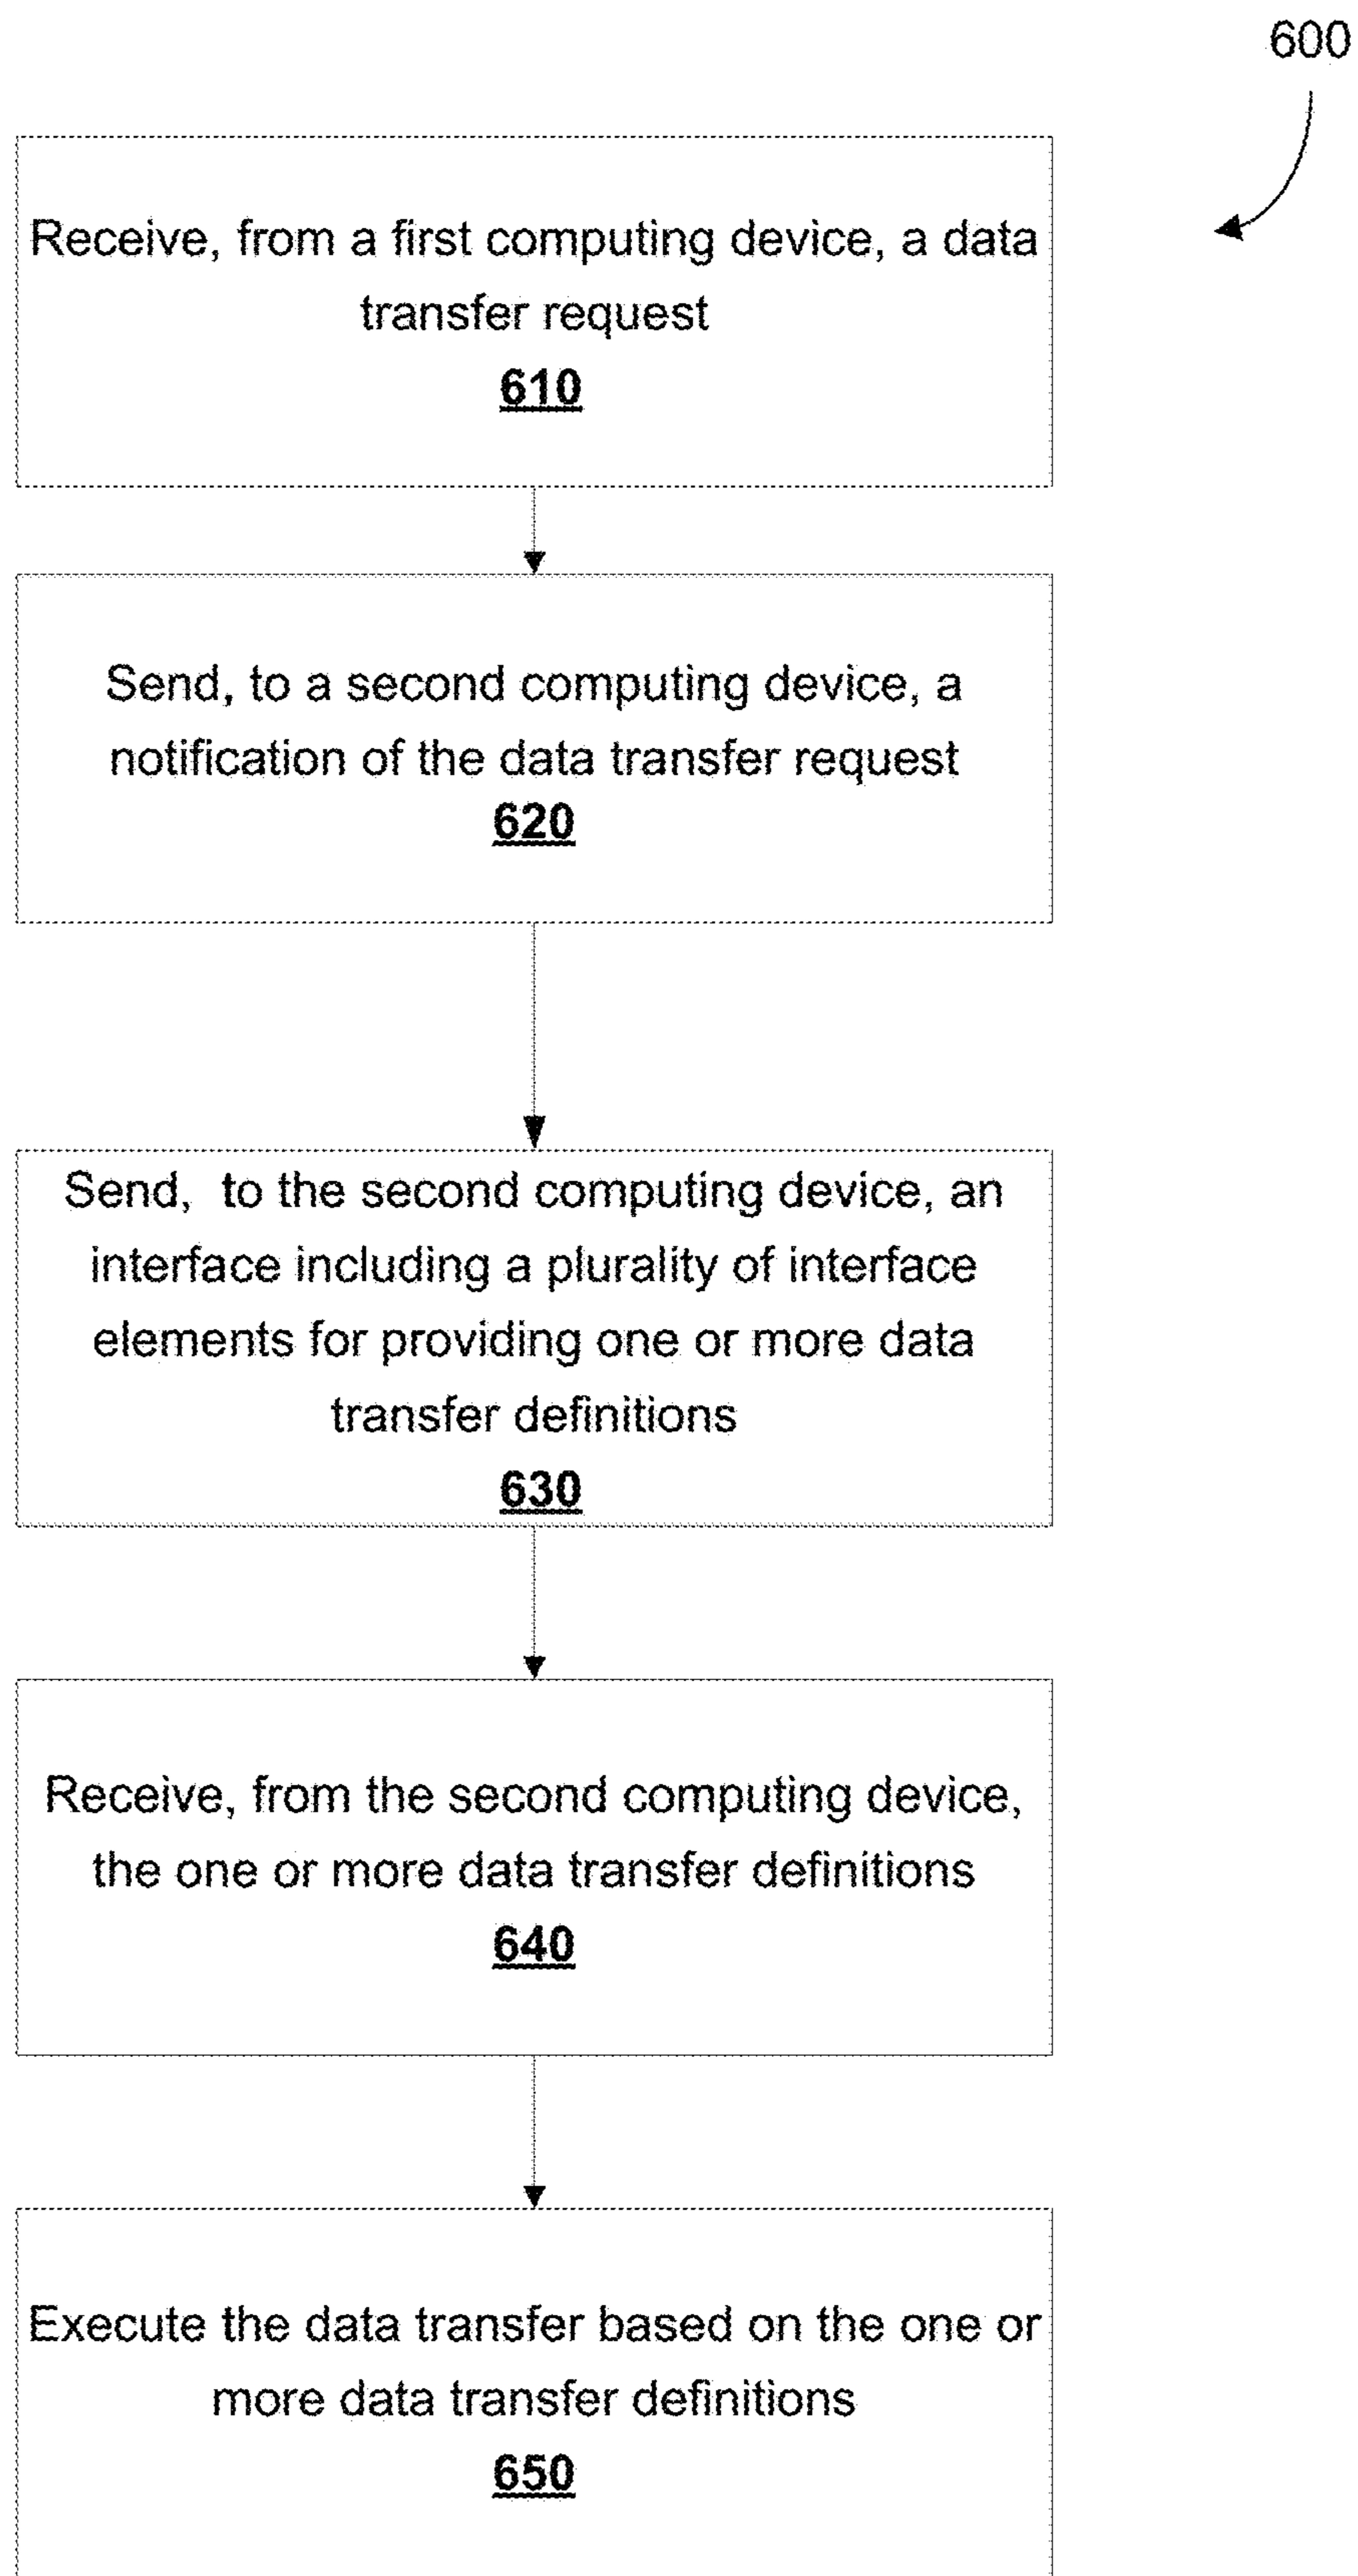 600
Receive, from a first computing device, a data
transfer request
610
Send, to a second computing device, a
notification of the data transfer request
620
Send,  to the second computing device, an
interface including a plurality of interface
elements for providing one or more data
transfer definitions
630
Receive, from the second computing device,
the one or more data transfer definitions
640
Execute the data transfer based on the one or
more data transfer definitions
650